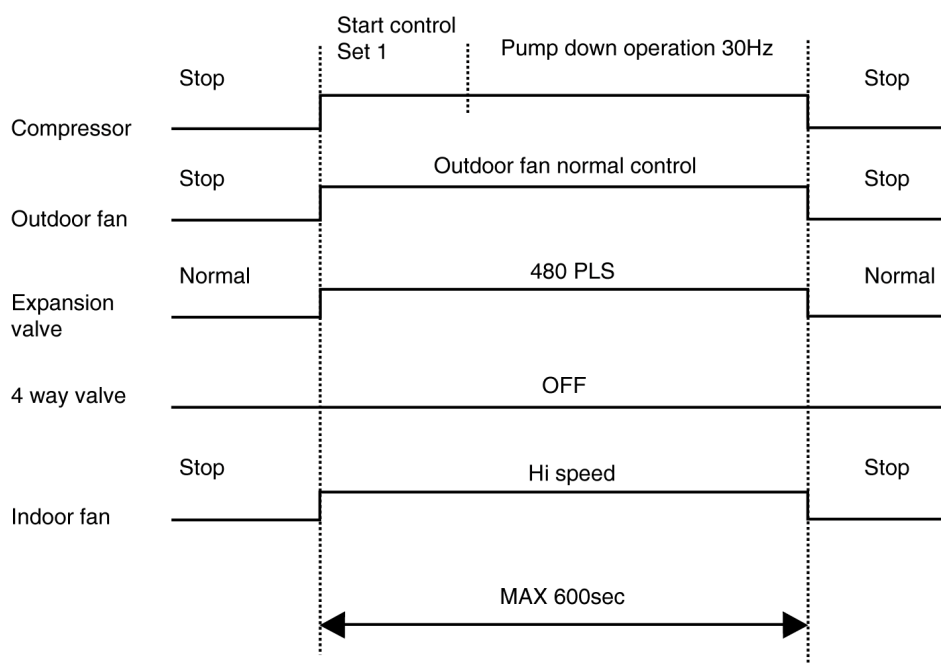 Start control
Set 1
Pump down operation 30Hz
Stop
Stop
Compressor
Stop
Outdoor fan normal control
Stop
Outdoor fan
Normal
480 PLS
Normal
Expansion
valve
OFF
4 way valve
Stop
Hi speed
Stop
Indoor fan
MAX 600sec